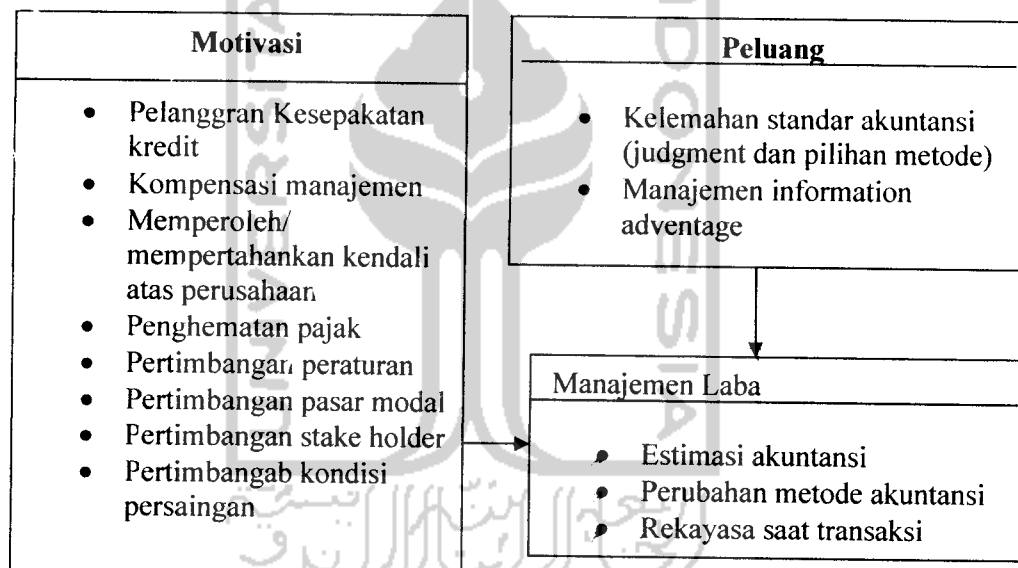 Motivasi
• Pelanggran Kesepakatan
kredit
• Kompensasi manajemen
• Memperoleh/
mempertahankan kendali
atas perusahaan
• Penghematan pajak
• Pertimbangan peraturan
• Pertimbangan pasar modal
• Pertimbangan stake holder
• Pertimbangab kondisi
persaingan
Peluang
• Kelemahan standar akuntansi
(judgment dan pilihan metode)
• Manajemen information
adventage
Manajemen Laba
• Estimasi akuntansi
• Perubahan metode akuntansi
• Rekayasa saat transaksi